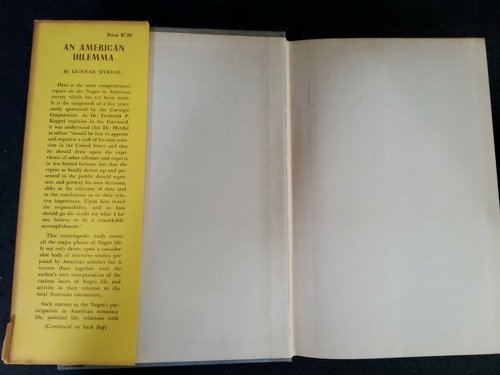 Price $7.50
AN AMERICAN
DILEMMA
By GUNNAR MYRDAL
Here is the most comprehensive
report on the Negro in American
society which has yet been made.
It is the outgrowth of a five years'
study sponsored by the Carnegie
Corporation. As Dr. Frederick P.
Keppel explains in his Foreword,
it was understood that Dr. Myrdal
as editor "should be free to appoint
and organize a staff of his own selec-
tion in the United States and that
he should draw upon the experi-
ence of other scholars and experts
in less formal fashion, but that the
report as finally drawn up and pre-
sented to the public should repre-
sent and portray his own decisions,
alike in the selection of data and
in the conclusions as to their rela-
tive importance. Upon him rested
the responsibility, and to him
should go the credit for what I for
one believe to be a remarkable
accomplishment."
This encyclopedic study covers
all the major phases of Negro life.
It not only draws upon a consider-
able body of intensive studies pre-
pared by American scholars but it
weaves these together with the
author's own interpretation of the
various facets of Negro life and
activity in their relation to the
total American community.
Such matters as the Negro's par-
ticipation in American economic
life, political life, relations with
(Continued on back flap)